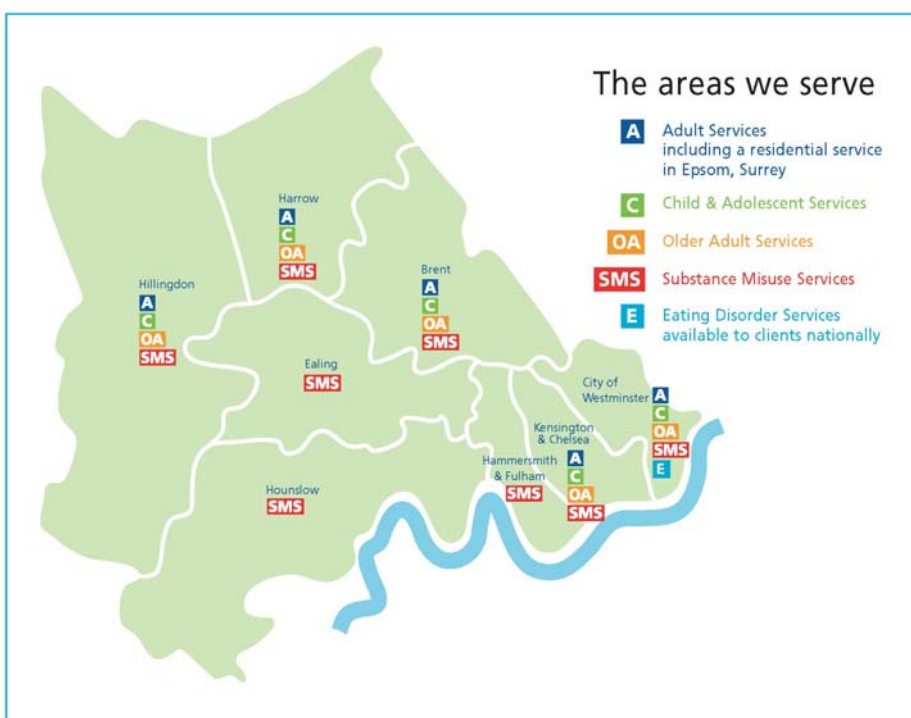 The areas we serve
A
Adult Services
including a residential service
in Epsom, Surrey
C
Child & Adolescent Services
OA
Older Adult Services
SMS
Substance Misuse Services
E
Eating Disorder Services
available to clients nationally
Harrow
A
C
OA
SMS
Brent
A
C
OA
SMS
Hillingdon
A
C
OA
SMS
Ealing
SMS
City of
Westminster
A
C
OA
SMS
E
Kensington
& Chelsea
A
C
OA
SMS
Hammersmith
& Fulham
SMS
Hounslow
SMS